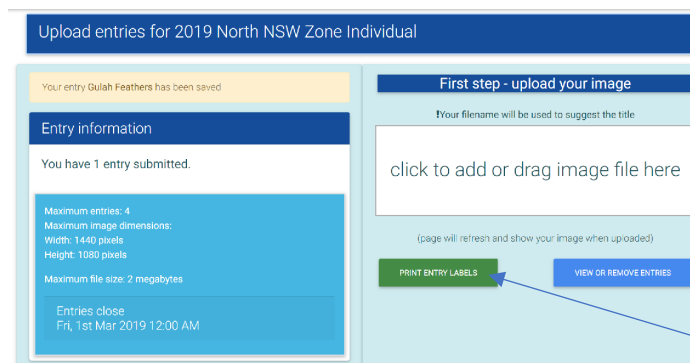 Upload entries for 2019 North NSW Zone Individual
Your entry Gulah Feathers has been saved
Entry information
You have 1 entry submitted.
Maximum entries: 4
Maximum image dimensions:
Width: 1440 pixels
Height: 1080 pixels
Maximum file size: 2 megabytes
Entries close
Fri, 1st Mar 2019 12:00 AM
First step - upload your image
!Your filename will be used to suggest the title
click to add or drag image file here
(page will refresh and show your image when uploaded)
PRINT ENTRY LABELS
VIEW OR REMOVE ENTRIES